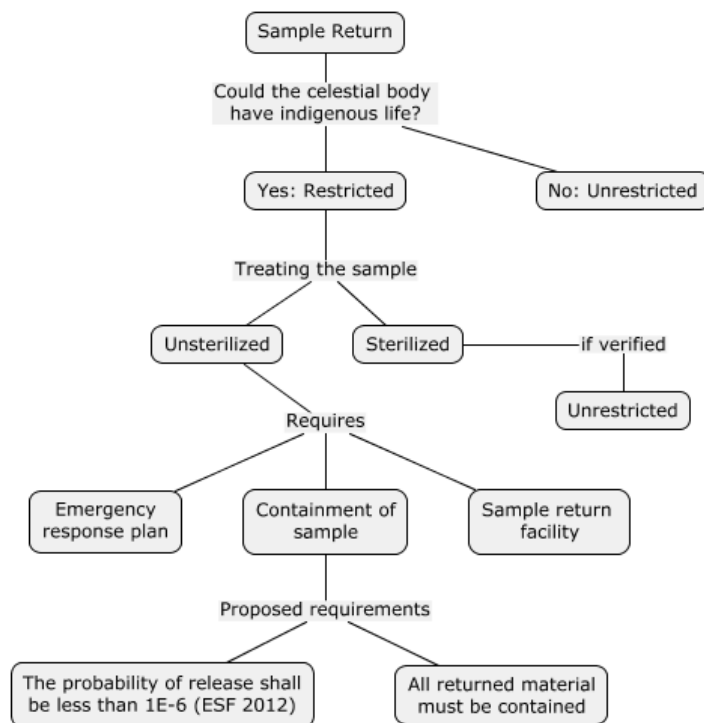 Sample Return
Could the celestial body
have indigenous life?
Yes: Restricted
No: Unrestricted
Treating the sample
Unsterilized
Sterilized
if verified
Unrestricted
Requires
Emergency
response plan
Containment of
sample
Sample return
facility
Proposed requirements
The probability of release shall
be less than 1E-6 (ESF 2012)
All returned material
must be contained